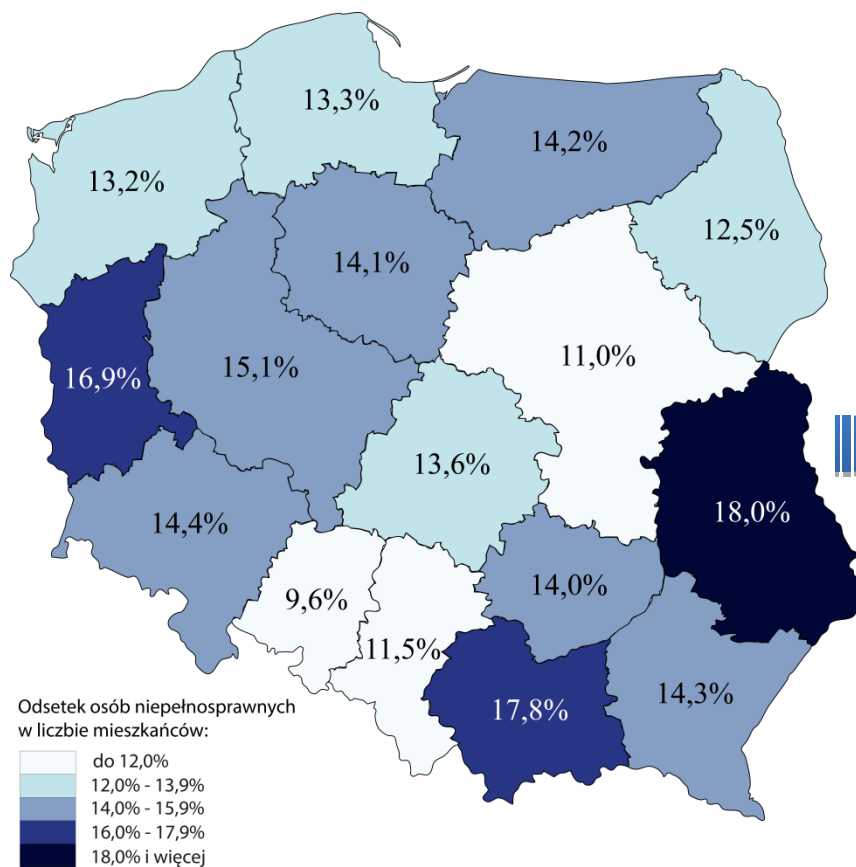 13,3%
14,2%
13,2%
12,5%
14,1%
11,0%
15,1%
16,9%
13,6%
18,0%
14,4%
14,0%
9,6%
11,5%
14,3%
17,8%
Odsetek osób niepełnosprawnych
w liczbie mieszkańców:
do 12,0%
12,0% - 13,9%
14,0% - 15,9%
16,0% - 17,9%
18,0% i więcej